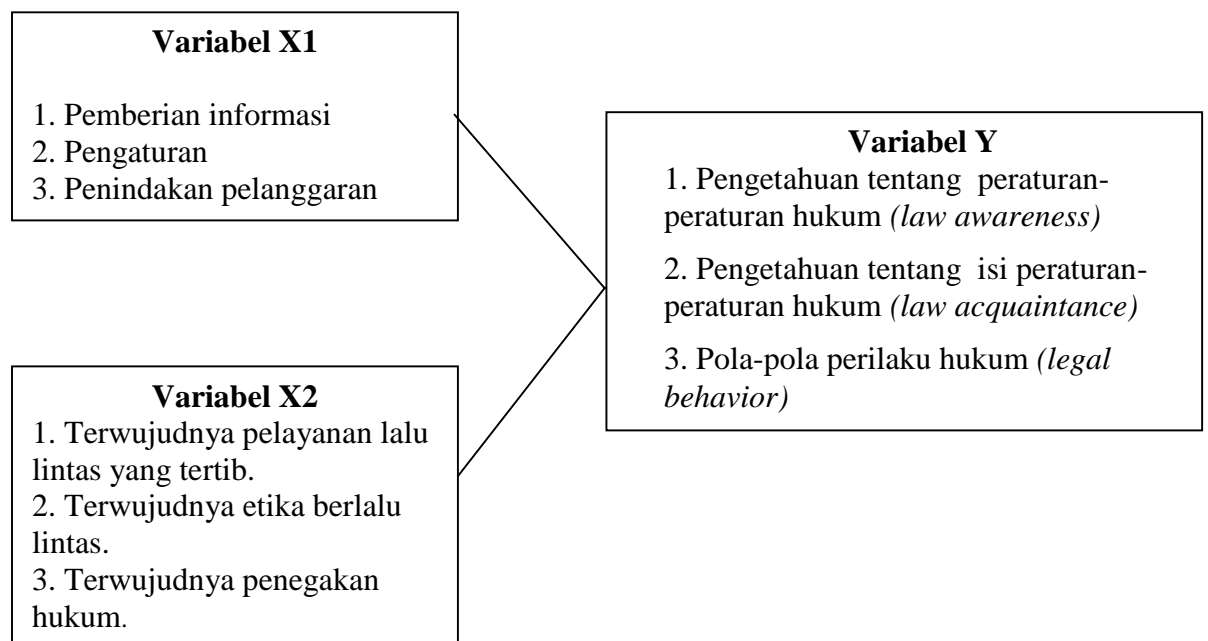 Variabel X1
1. Pemberian informasi
2. Pengaturan
3. Penindakan pelanggaran
Variabel X2
1. Terwujudnya pelayanan lalu
lintas yang tertib.
2. Terwujudnya etika berlalu
lintas.
3. Terwujudnya penegakan
hukum.
Variabel Y
1. Pengetahuan tentang peraturan-
peraturan hukum (law awareness)
2. Pengetahuan tentang isi peraturan-
peraturan hukum (law acquaintance)
3. Pola-pola perilaku hukum (legal
behavior)